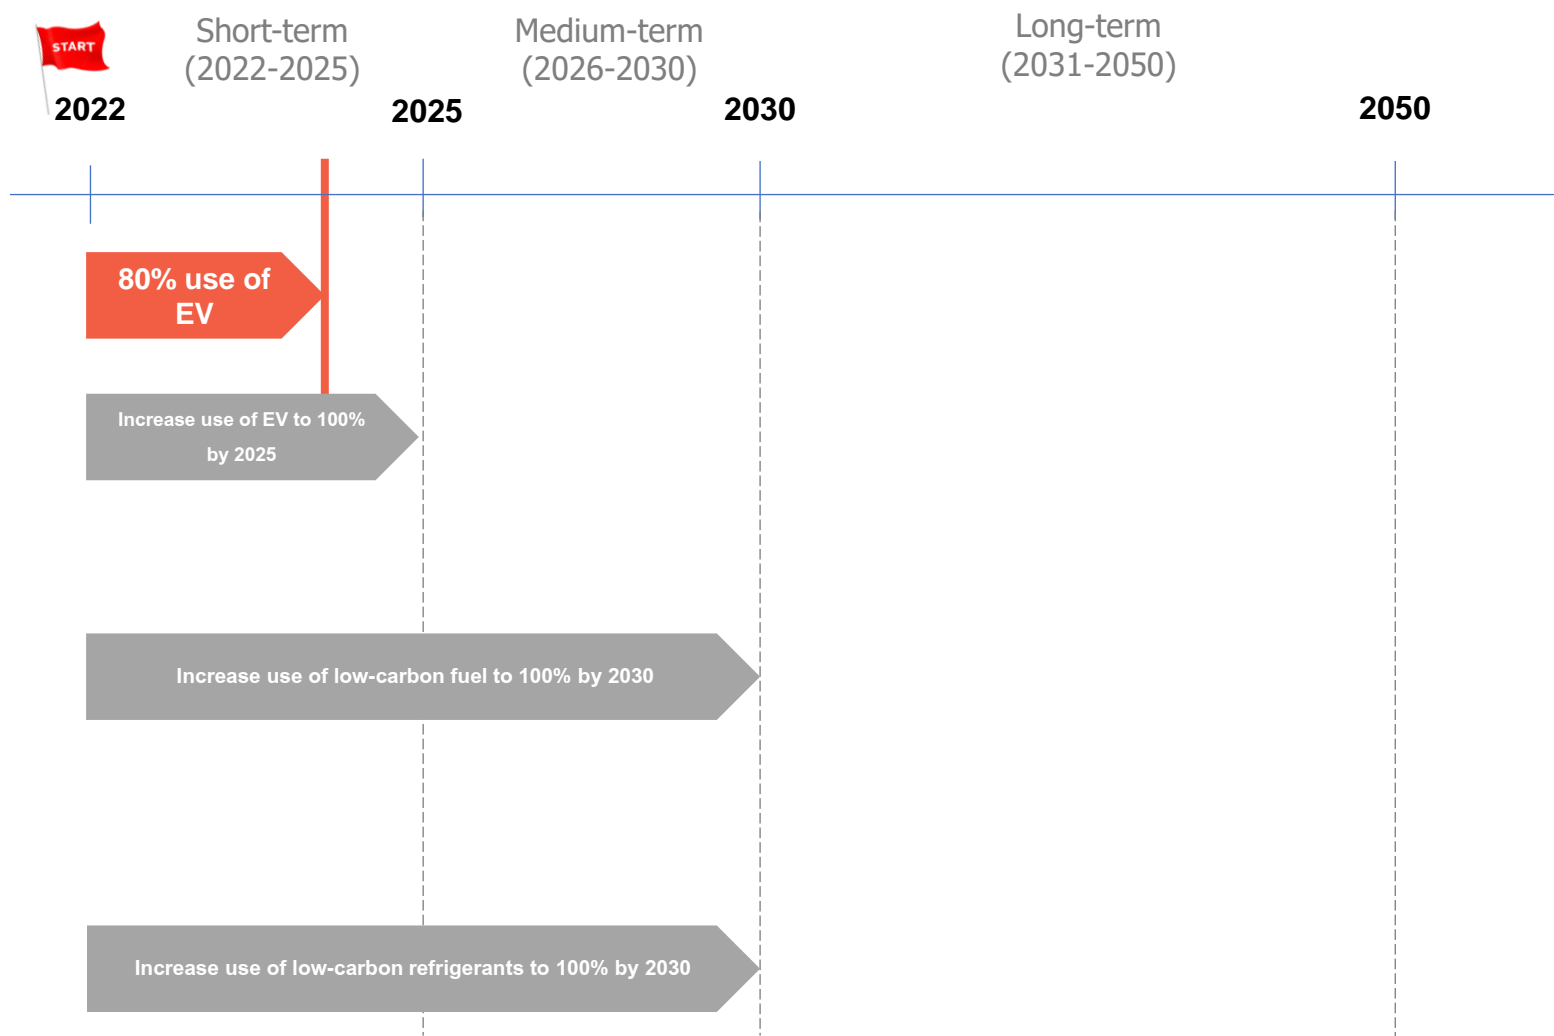 START
Short-term
(2022-2025)
Medium-term
(2026-2030)
Long-term
(2031-2050)
2022
2025
2030
2050
80% use of
EV
Increase use of EV to 100%
by 2025
Increase use of low-carbon fuel to 100% by 2030
Increase use of low-carbon refrigerants to 100% by 2030